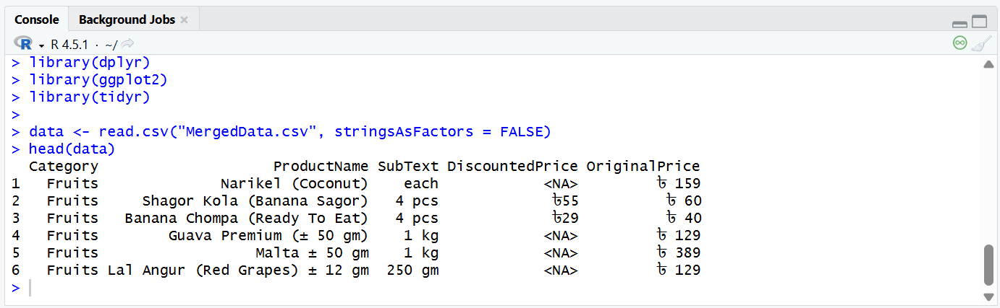 Console Background Jobs
R 4.5.1 · ~/
> library(dplyr)
> library(ggplot2)
> library(tidyr)
>
> data <- read.csv("MergedData.csv", stringsAsFactors = FALSE)
> head(data)
  Category                         ProductName SubText DiscountedPrice OriginalPrice
1   Fruits                   Narikel (Coconut)    each            <NA>         ৳ 159
2   Fruits          Shagor Kola (Banana Sagor)   4 pcs             ৳55          ৳ 60
3   Fruits        Banana Chompa (Ready To Eat)   4 pcs             ৳29          ৳ 40
4   Fruits             Guava Premium (± 50 gm)    1 kg            <NA>         ৳ 129
5   Fruits                       Malta ± 50 gm    1 kg            <NA>         ৳ 389
6   Fruits Lal Angur (Red Grapes) ± 12 gm  250 gm            <NA>         ৳ 129
>